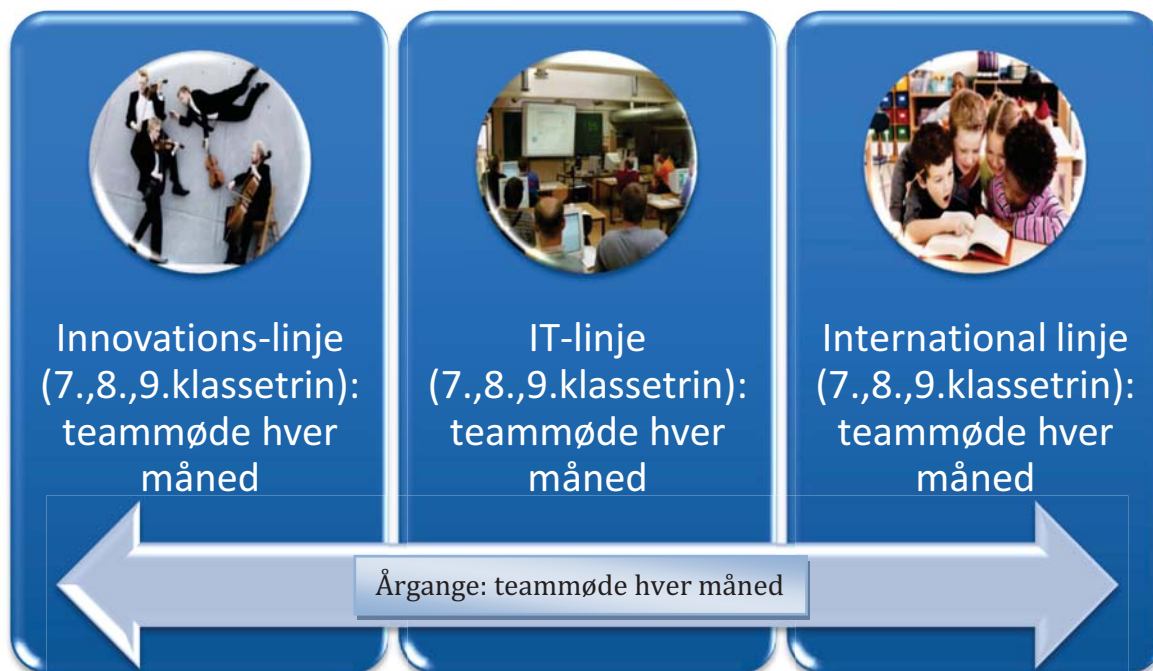 Innovations-linje
(7.,8.,9.klassetrin):
teammøde hver
måned
IT-linje
(7.,8.,9.klassetrin):
teammøde hver
måned
International linje
(7.,8.,9.klassetrin):
teammøde hver
måned
Årgange: teammøde hver måned